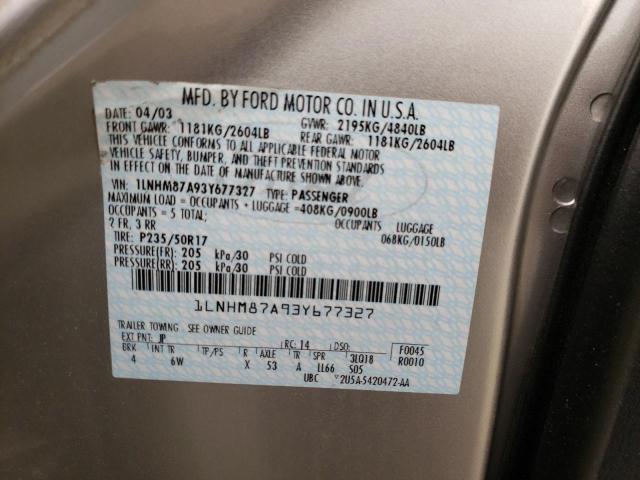 MFD. BY FORD MOTOR CO. IN U.S.A.
DATE: 04/03 GVWR: 2195KG/4840LB
FRONT GAWR: 1181KG/2604LB REAR GAWR: 1181KG/2604LB
THIS VEHICLE CONFORMS TO ALL APPLICABLE FEDERAL MOTOR
VEHICLE SAFETY, BUMPER, AND THEFT PREVENTION STANDARDS
IN EFFECT ON THE DATE OF MANUFACTURE SHOWN ABOVE.
VIN: 1LNHM87A93Y677327 TYPE: PASSENGER
MAXIMUM LOAD = OCCUPANTS + LUGGAGE = 408KG/0900LB
OCCUPANTS = 5 TOTAL; OCCUPANTS LUGGAGE
2 FR, 3 RR 068KG/0150LB
TIRE: P235/50R17
PRESSURE(FR): 205 kPa/30 PSI COLD
PRESSURE(RR): 205 kPa/30 PSI COLD
1LNHM87A93Y677327
TRAILER TOWING - SEE OWNER GUIDE
EXT PNT: JP RC: 14 DSO: F0045
BRK INT TR TP/PS R AXLE TR SPR 3LQ18 R0010
4 6W X 53 A LL66 S05
UBC 2U5A-5420472-AA